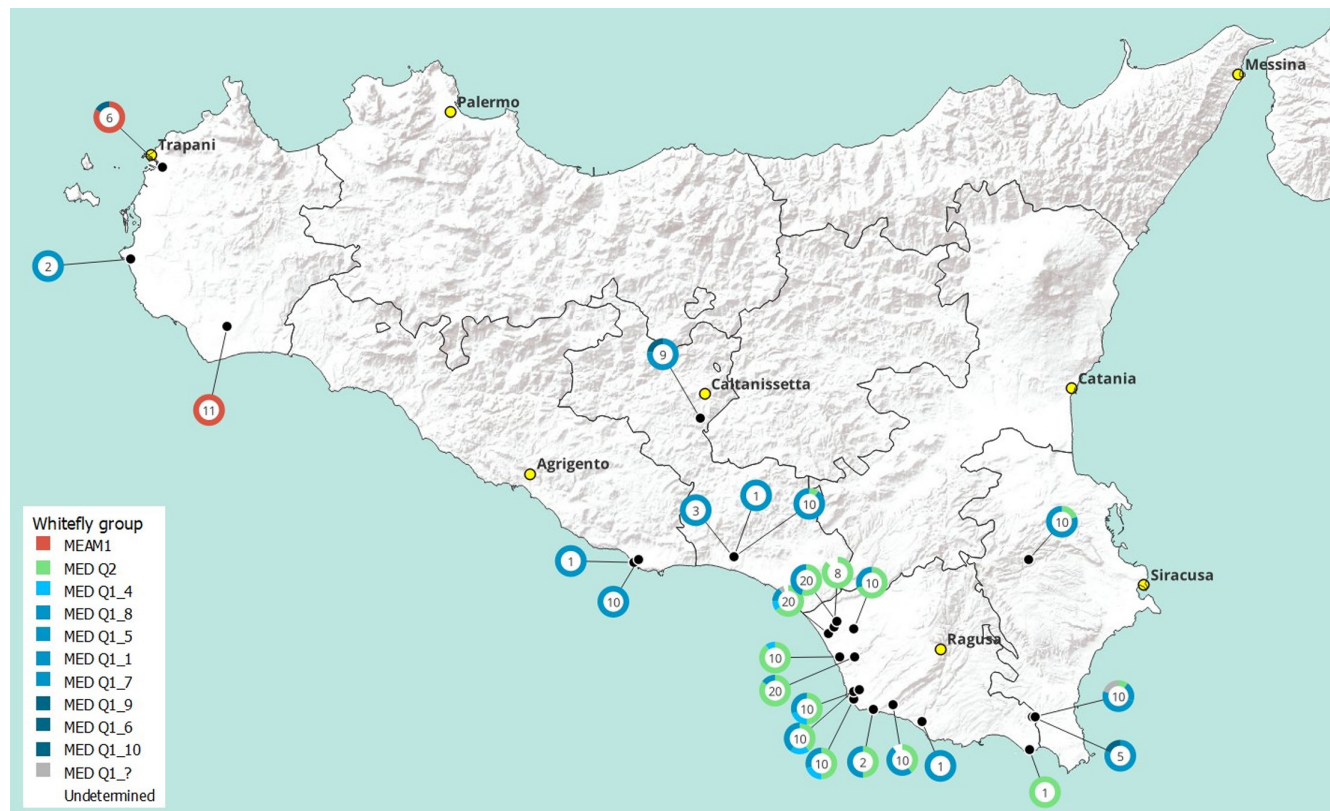 Messina
Palermo
6
Trapani
2
9
Caltanissetta
Catania
11
Agrigento
3
1
10
10
Siracusa
1
10
20
8
10
20
Ragusa
10
20
10
10
10
2
10
1
10
5
1
Whitefly group
MEAM1
MED Q2
MED Q1_4
MED Q1_8
MED Q1_5
MED Q1_1
MED Q1_7
MED Q1_9
MED Q1_6
MED Q1_10
MED Q1_?
Undetermined